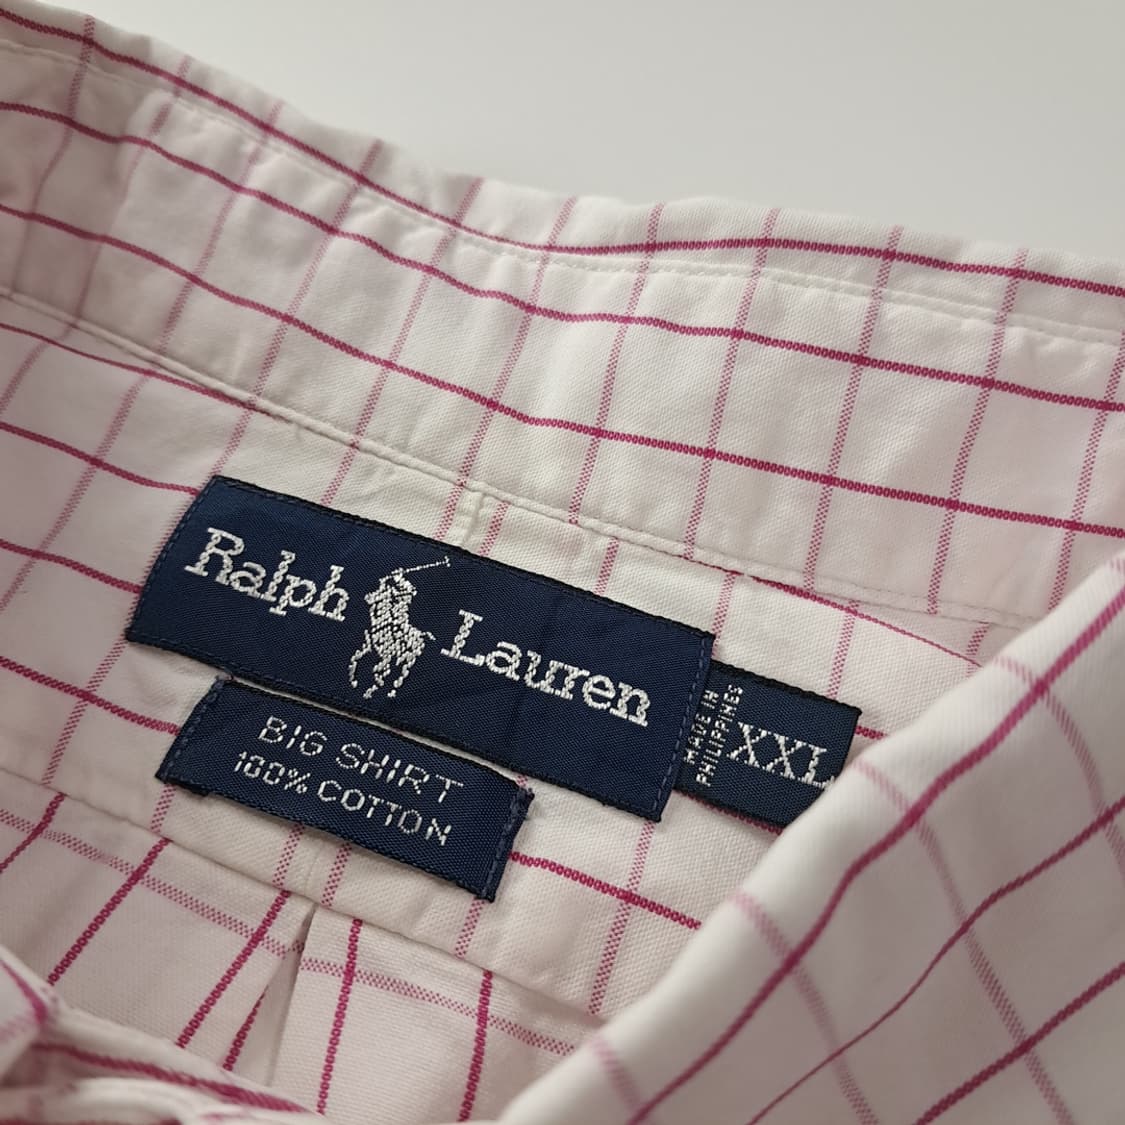 Ralph Lauren
BIG SHIRT
100% COTTON
MADE IN
PHILIPPINES
XXL